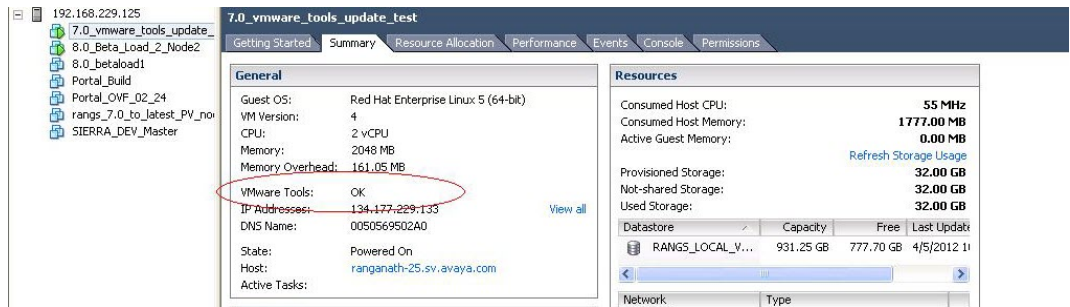 192.168.229.125
7.0_vmware_tools_update_
8.0_Beta_Load_2_Node2
8.0_betaload1
Portal_Build
Portal_OVF_02_24
rangs_7.0_to_latest_PV_no
SIERRA_DEV_Master
7.0_vmware_tools_update_test
Getting Started Summary Resource Allocation Performance Events Console Permissions
General
Guest OS: Red Hat Enterprise Linux 5 (64-bit)
VM Version: 4
CPU: 2 vCPU
Memory: 2048 MB
Memory Overhead: 161.05 MB
VMware Tools: OK
IP Addresses: 134.177.229.133 View all
DNS Name: 0050569502A0
State: Powered On
Host: ranganath-25.sv.avaya.com
Active Tasks:
Resources
Consumed Host CPU: 55 MHz
Consumed Host Memory: 1777.00 MB
Active Guest Memory: 0.00 MB
Refresh Storage Usage
Provisioned Storage: 32.00 GB
Not-shared Storage: 32.00 GB
Used Storage: 32.00 GB
Datastore Capacity Free Last Update
RANGS_LOCAL_V... 931.25 GB 777.70 GB 4/5/2012
Network Type